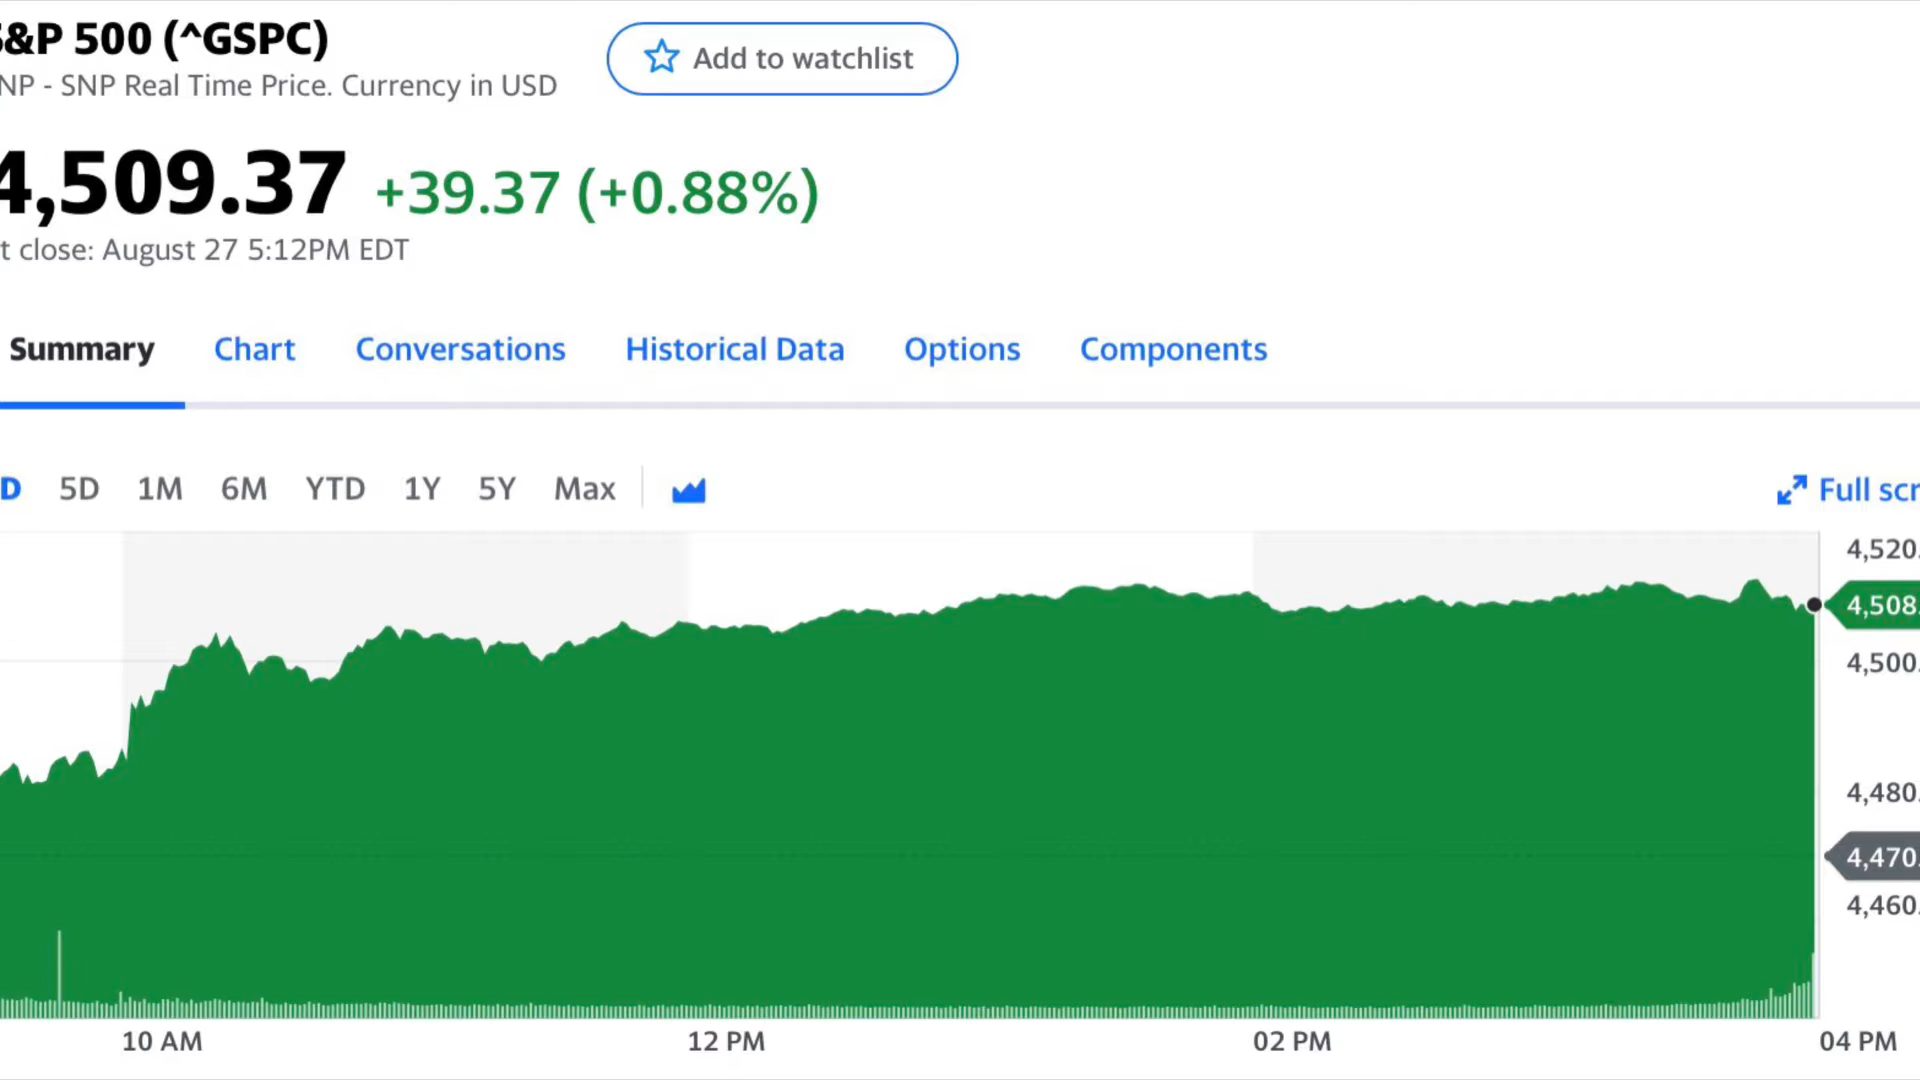 S&P 500 (^GSPC)
Add to watchlist
NP - SNP Real Time Price. Currency in USD
4,509.37 +39.37 (+0.88%)
t close: August 27 5:12PM EDT
Summary Chart Conversations Historical Data Options Components
D 5D 1M 6M YTD 1Y 5Y Max
Full scr
4,520.
4,508.
4,500.
4,480.
4,470.
4,460.
10 AM 12 PM 02 PM 04 PM